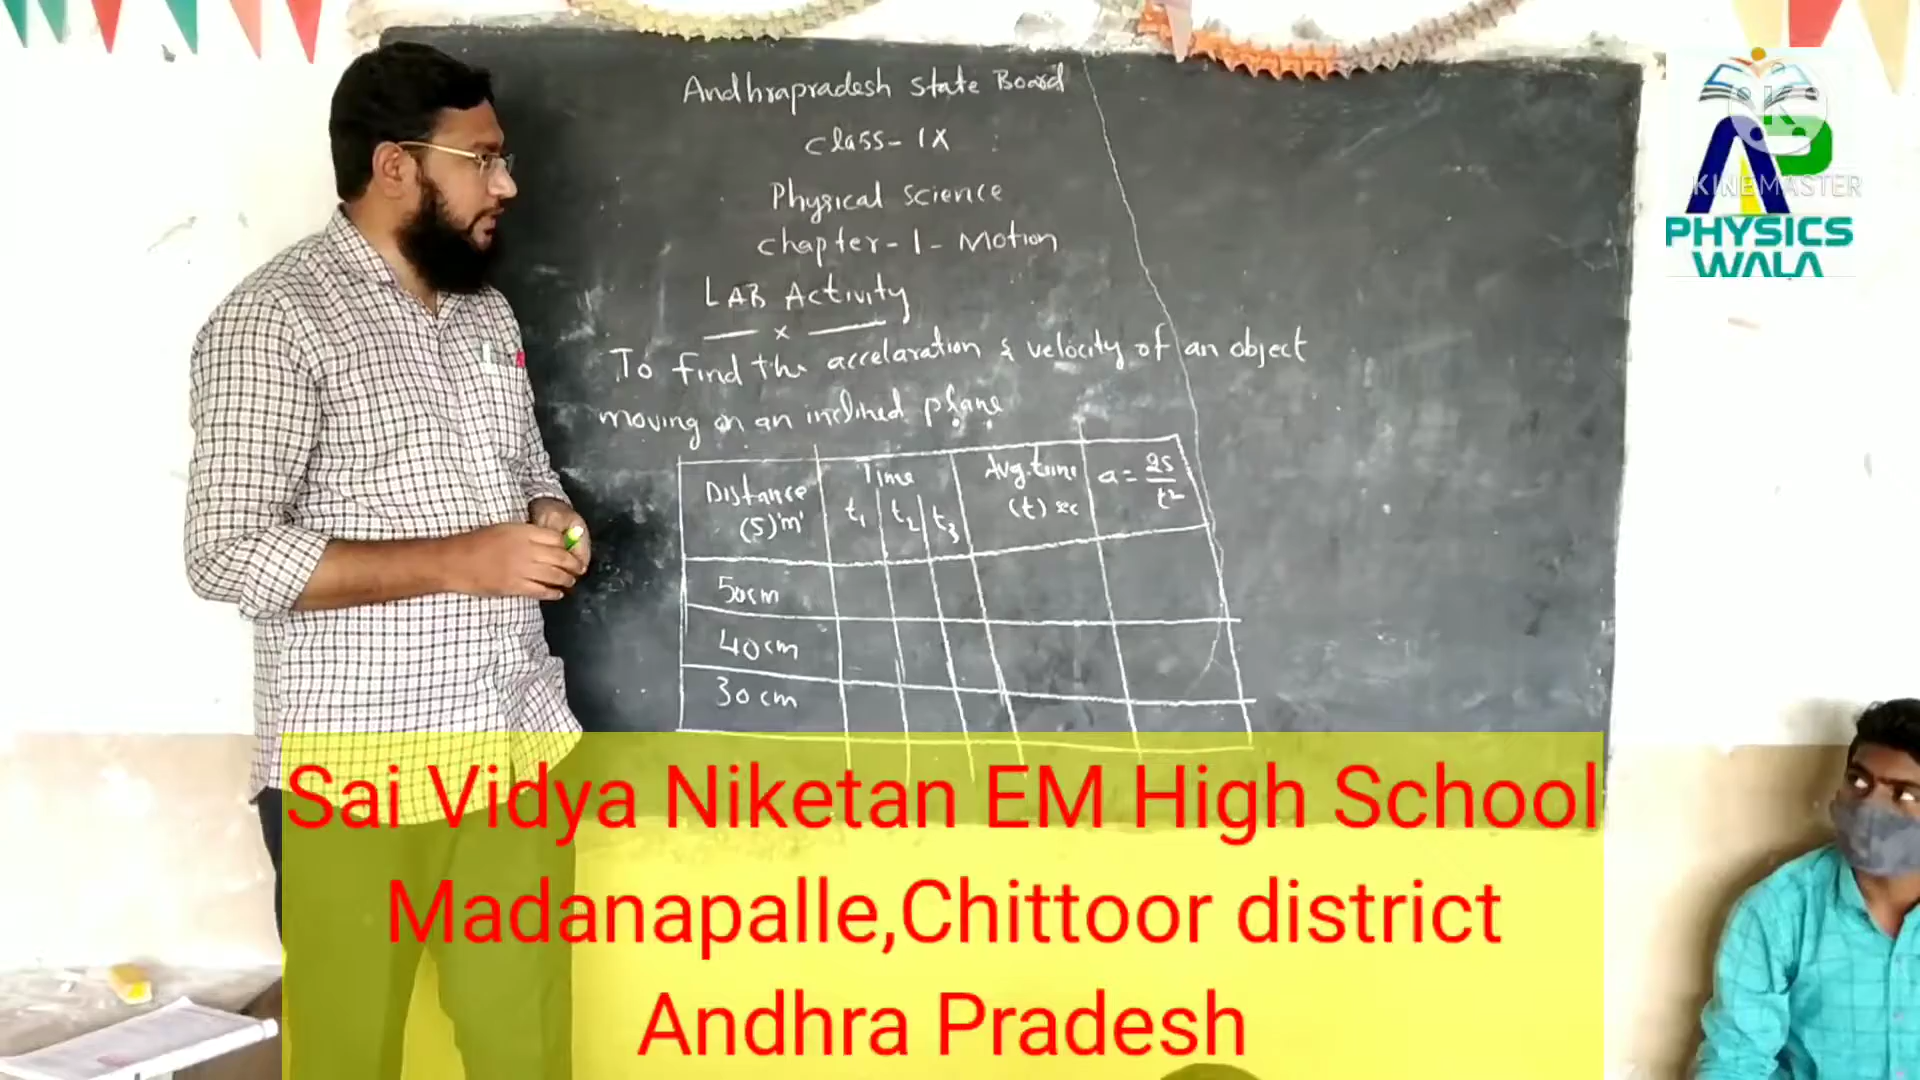 Andhrapradesh State Board
Class - IX
Physical Science
Chapter - 1 - Motion
LAB Activity
x
To find the accelaration & velocity of an object
moving on an inclined plane
Distance (S)'m' Time t1 t2 t3 Avg.time (t) sec a = 2s/t²
50cm
40cm
30cm
KINEMASTER
AP
PHYSICS
WALA
Sai Vidya Niketan EM High School
Madanapalle,Chittoor district
Andhra Pradesh